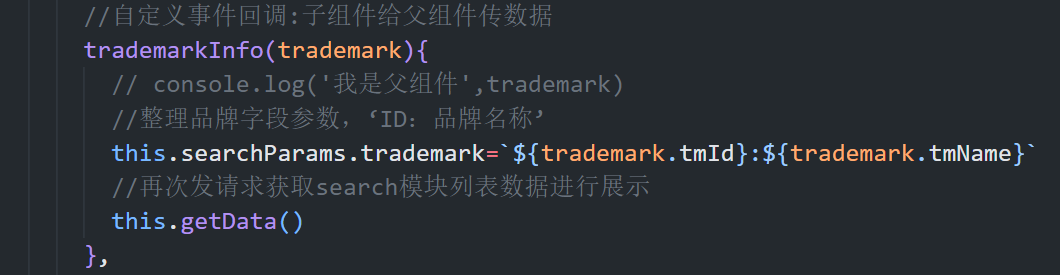 //自定义事件回调:子组件给父组件传数据
trademarkInfo(trademark){
// console.log('我是父组件',trademark)
//整理品牌字段参数，‘ID：品牌名称’
this.searchParams.trademark=`${trademark.tmId}:${trademark.tmName}`
//再次发请求获取search模块列表数据进行展示
this.getData()
},